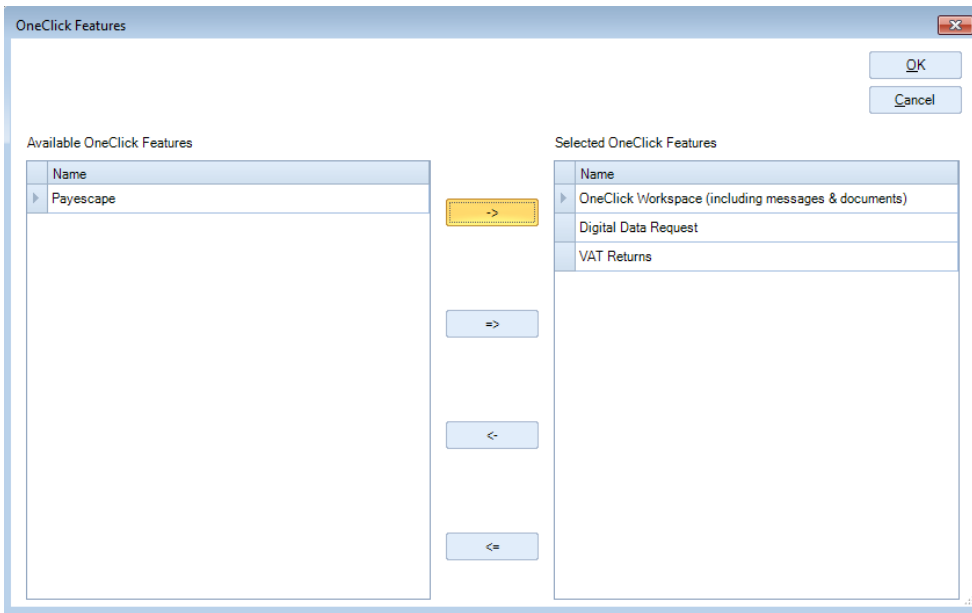 OneClick Features
OK
Cancel
Available OneClick Features
Name
Payescape
->
=>
<-
<=
Selected OneClick Features
Name
OneClick Workspace (including messages & documents)
Digital Data Request
VAT Returns